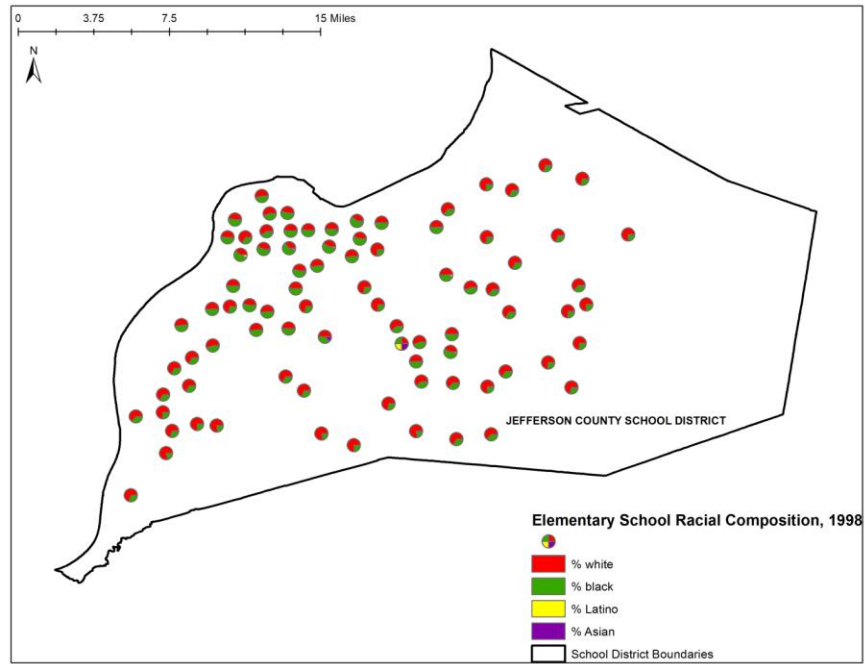 0 3.75 7.5 15 Miles
N
JEFFERSON COUNTY SCHOOL DISTRICT
Elementary School Racial Composition, 1998
% white
% black
% Latino
% Asian
School District Boundaries